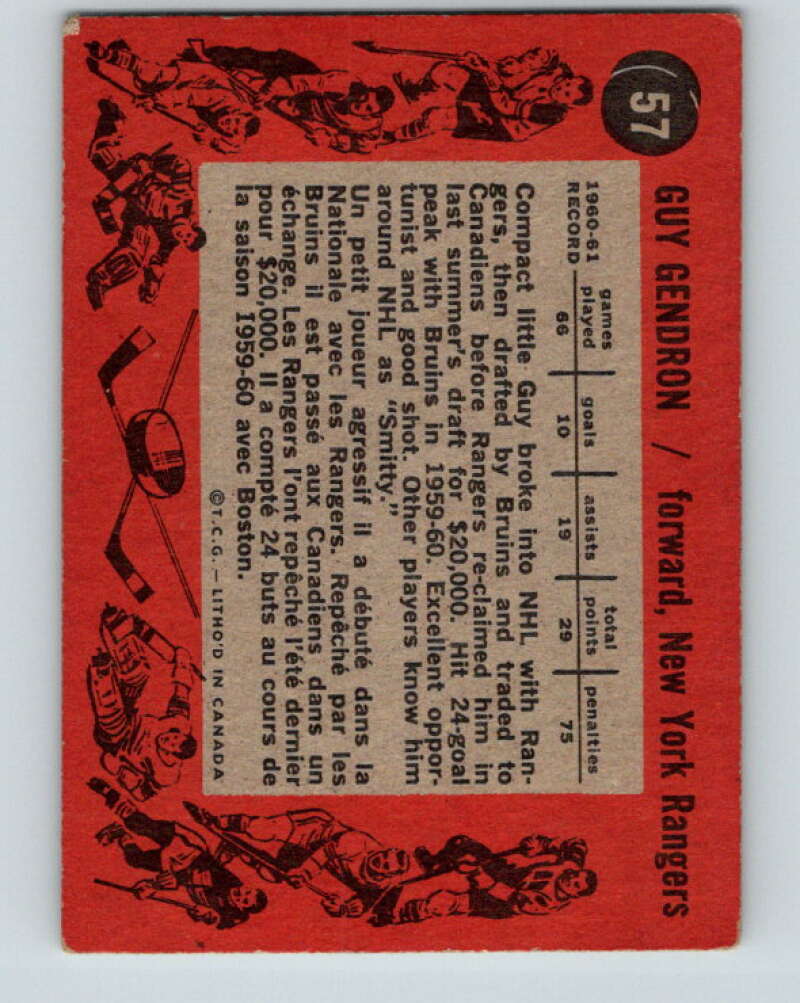 57
GUY GENDRON / forward, New York Rangers
1960-61 RECORD
games played goals assists total points penalties
66 10 19 29 75
Compact little Guy broke into NHL with Ran-
gers, then drafted by Bruins and traded to
Canadiens before Rangers re-claimed him in
last summer's draft for $20,000. Hit 24-goal
peak with Bruins in 1959-60. Excellent oppor-
tunist and good shot. Other players know him
around NHL as "Smitty."
Un petit joueur agressif il a débuté dans la
Nationale avec les Rangers. Repêché par les
Bruins il est passé aux Canadiens dans un
échange. Les Rangers l'ont repêché l'été dernier
pour $20,000. Il a compté 24 buts au cours de
la saison 1959-60 avec Boston.
©T.C.G. — LITHO'D IN CANADA